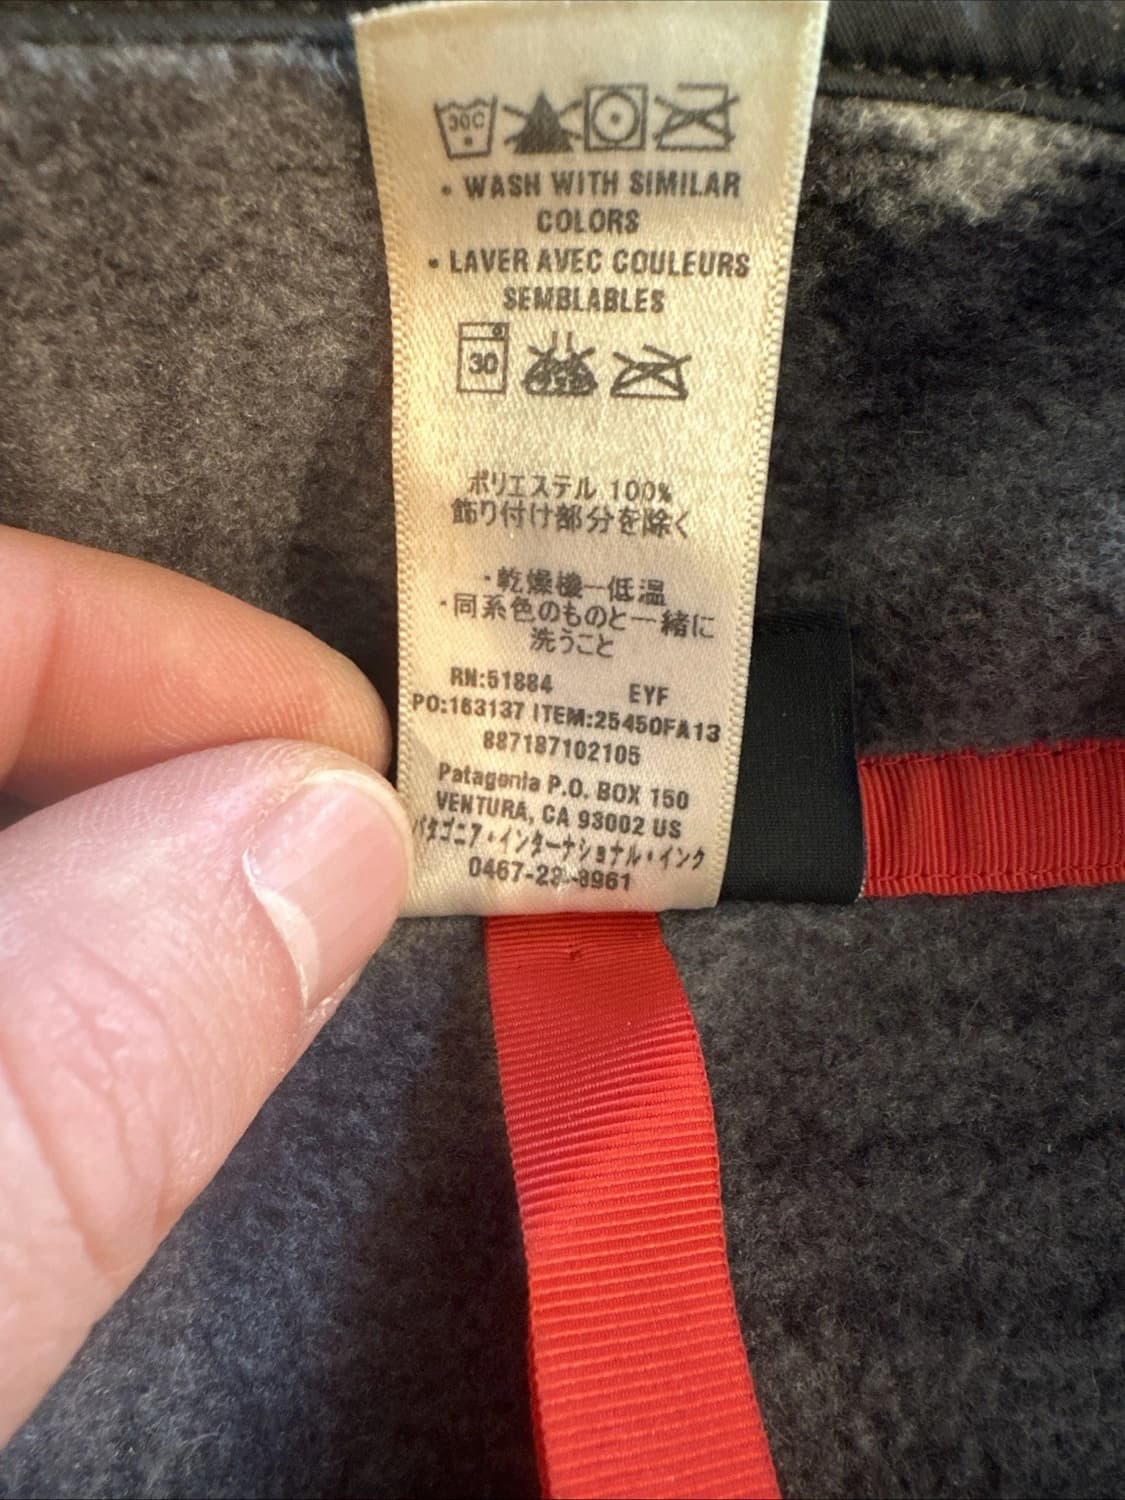 30C
• WASH WITH SIMILAR
COLORS
• LAVER AVEC COULEURS
SEMBLABLES
30
ポリエステル 100%
飾り付け部分を除く
・乾燥機ー低温
・同系色のものと一緒に
洗うこと
RN:51884 EYF
PO:163137 ITEM:25450FA13
887187102105
Patagonia P.O. BOX 150
VENTURA, CA 93002 US
パタゴニア・インターナショナル・インク